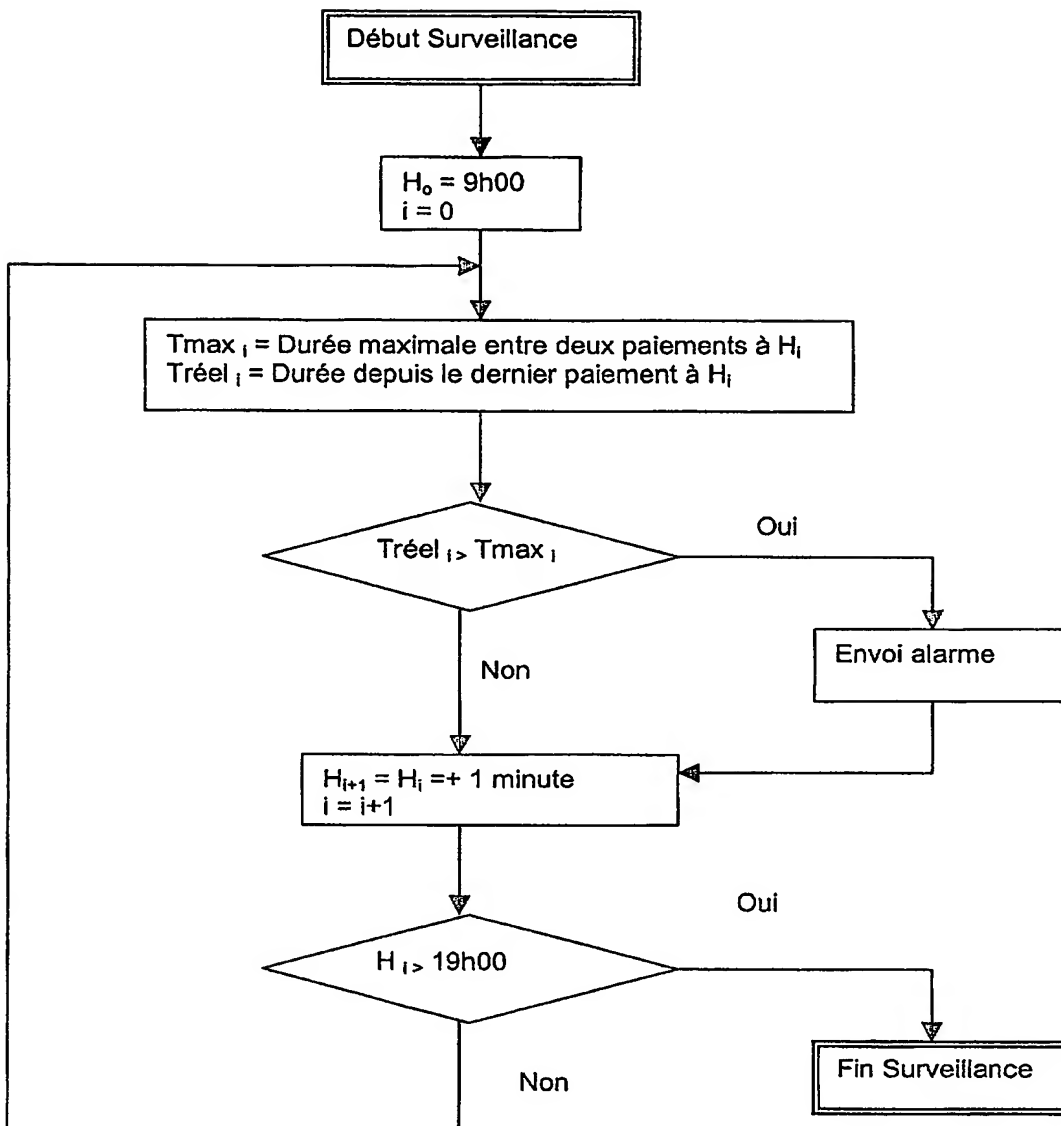 Début Surveillance
Hₒ = 9h00
i = 0
Tmax ᵢ = Durée maximale entre deux paiements à Hᵢ
Tréel ᵢ = Durée depuis le dernier paiement à Hᵢ
Tréel ᵢ > Tmax ᵢ
Oui
Envoi alarme
Non
Hᵢ₊₁ = Hᵢ =+ 1 minute
i = i+1
Oui
H ᵢ > 19h00
Fin Surveillance
Non